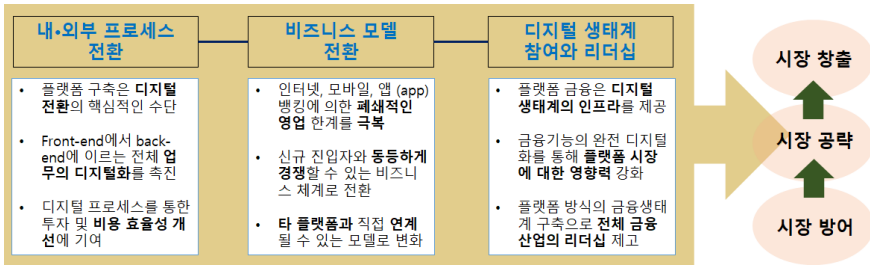 내·외부 프로세스
전환
• 플랫폼 구축은 디지털
전환의 핵심적인 수단
• Front-end에서 back-
end에 이르는 전체 업
무의 디지털화를 촉진
• 디지털 프로세스를 통한
투자 및 비용 효율성 개
선에 기여
비즈니스 모델
전환
• 인터넷, 모바일, 앱 (app)
뱅킹에 의한 폐쇄적인
영업 한계를 극복
• 신규 진입자와 동등하게
경쟁할 수 있는 비즈니
스 체계로 전환
• 타 플랫폼과 직접 연계
될 수 있는 모델로 변화
디지털 생태계
참여와 리더십
• 플랫폼 금융은 디지털
생태계의 인프라를 제공
• 금융기능의 완전 디지털
화를 통해 플랫폼 시장
에 대한 영향력 강화
• 플랫폼 방식의 금융생태
계 구축으로 전체 금융
산업의 리더십 제고
시장 창출
시장 공략
시장 방어